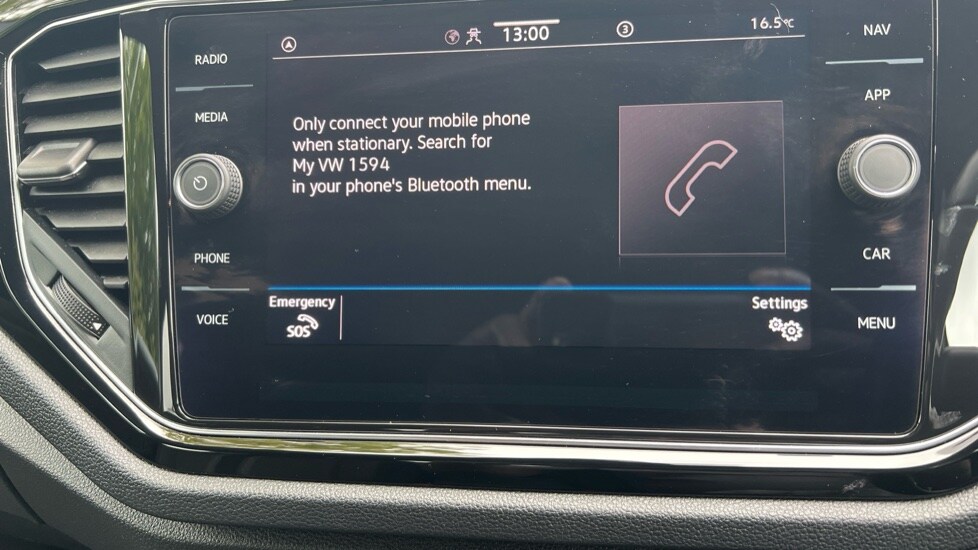 13:00
3
16.5°C
RADIO
MEDIA
PHONE
VOICE
Only connect your mobile phone
when stationary. Search for
My VW 1594
in your phone's Bluetooth menu.
Emergency
SOS
Settings
NAV
APP
CAR
MENU